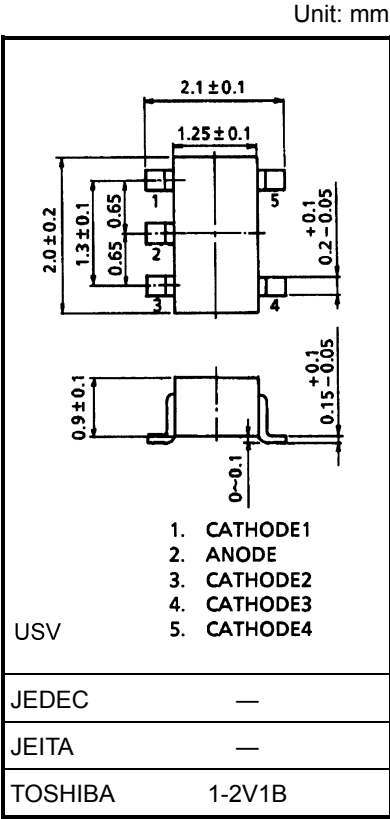 Unit: mm
2.1±0.1
1.25±0.1
1
5
2
3
4
2.0±0.2
1.3±0.1
0.65
0.65
+0.1
0.2-0.05
0.9±0.1
+0.1
0.15-0.05
0~0.1
1. CATHODE1
2. ANODE
3. CATHODE2
4. CATHODE3
5. CATHODE4
USV
JEDEC —
JEITA —
TOSHIBA 1-2V1B